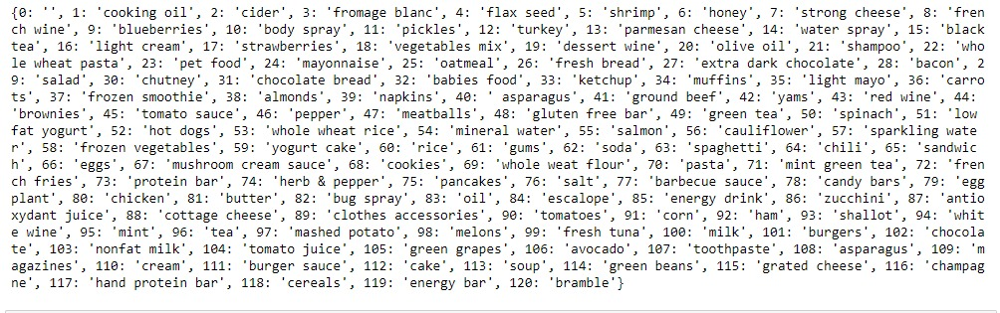 {0: '', 1: 'cooking oil', 2: 'cider', 3: 'fromage blanc', 4: 'flax seed', 5: 'shrimp', 6: 'honey', 7: 'strong cheese', 8: 'fren
ch wine', 9: 'blueberries', 10: 'body spray', 11: 'pickles', 12: 'turkey', 13: 'parmesan cheese', 14: 'water spray', 15: 'black
tea', 16: 'light cream', 17: 'strawberries', 18: 'vegetables mix', 19: 'dessert wine', 20: 'olive oil', 21: 'shampoo', 22: 'who
le wheat pasta', 23: 'pet food', 24: 'mayonnaise', 25: 'oatmeal', 26: 'fresh bread', 27: 'extra dark chocolate', 28: 'bacon', 2
9: 'salad', 30: 'chutney', 31: 'chocolate bread', 32: 'babies food', 33: 'ketchup', 34: 'muffins', 35: 'light mayo', 36: 'carro
ts', 37: 'frozen smoothie', 38: 'almonds', 39: 'napkins', 40: ' asparagus', 41: 'ground beef', 42: 'yams', 43: 'red wine', 44:
'brownies', 45: 'tomato sauce', 46: 'pepper', 47: 'meatballs', 48: 'gluten free bar', 49: 'green tea', 50: 'spinach', 51: 'low
fat yogurt', 52: 'hot dogs', 53: 'whole wheat rice', 54: 'mineral water', 55: 'salmon', 56: 'cauliflower', 57: 'sparkling wate
r', 58: 'frozen vegetables', 59: 'yogurt cake', 60: 'rice', 61: 'gums', 62: 'soda', 63: 'spaghetti', 64: 'chili', 65: 'sandwic
h', 66: 'eggs', 67: 'mushroom cream sauce', 68: 'cookies', 69: 'whole weat flour', 70: 'pasta', 71: 'mint green tea', 72: 'fren
ch fries', 73: 'protein bar', 74: 'herb & pepper', 75: 'pancakes', 76: 'salt', 77: 'barbecue sauce', 78: 'candy bars', 79: 'egg
plant', 80: 'chicken', 81: 'butter', 82: 'bug spray', 83: 'oil', 84: 'escalope', 85: 'energy drink', 86: 'zucchini', 87: 'antio
xydant juice', 88: 'cottage cheese', 89: 'clothes accessories', 90: 'tomatoes', 91: 'corn', 92: 'ham', 93: 'shallot', 94: 'whit
e wine', 95: 'mint', 96: 'tea', 97: 'mashed potato', 98: 'melons', 99: 'fresh tuna', 100: 'milk', 101: 'burgers', 102: 'chocola
te', 103: 'nonfat milk', 104: 'tomato juice', 105: 'green grapes', 106: 'avocado', 107: 'toothpaste', 108: 'asparagus', 109: 'm
agazines', 110: 'cream', 111: 'burger sauce', 112: 'cake', 113: 'soup', 114: 'green beans', 115: 'grated cheese', 116: 'champag
ne', 117: 'hand protein bar', 118: 'cereals', 119: 'energy bar', 120: 'bramble'}